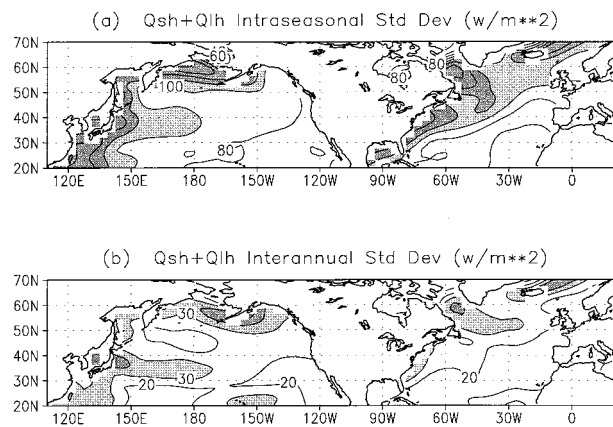 (a) Qsh+Qlh Intraseasonal Std Dev (w/m**2)
70N
60N
50N
40N
30N
20N
60
100
80
80
80
110E 120E 150E 180 150W 120W 90W 60W 30W 0
(b) Qsh+Qlh Interannual Std Dev (w/m**2)
70N
60N
50N
40N
30N
20N
30
20
30
20
20
120E 150E 180 150W 120W 90W 60W 30W 0